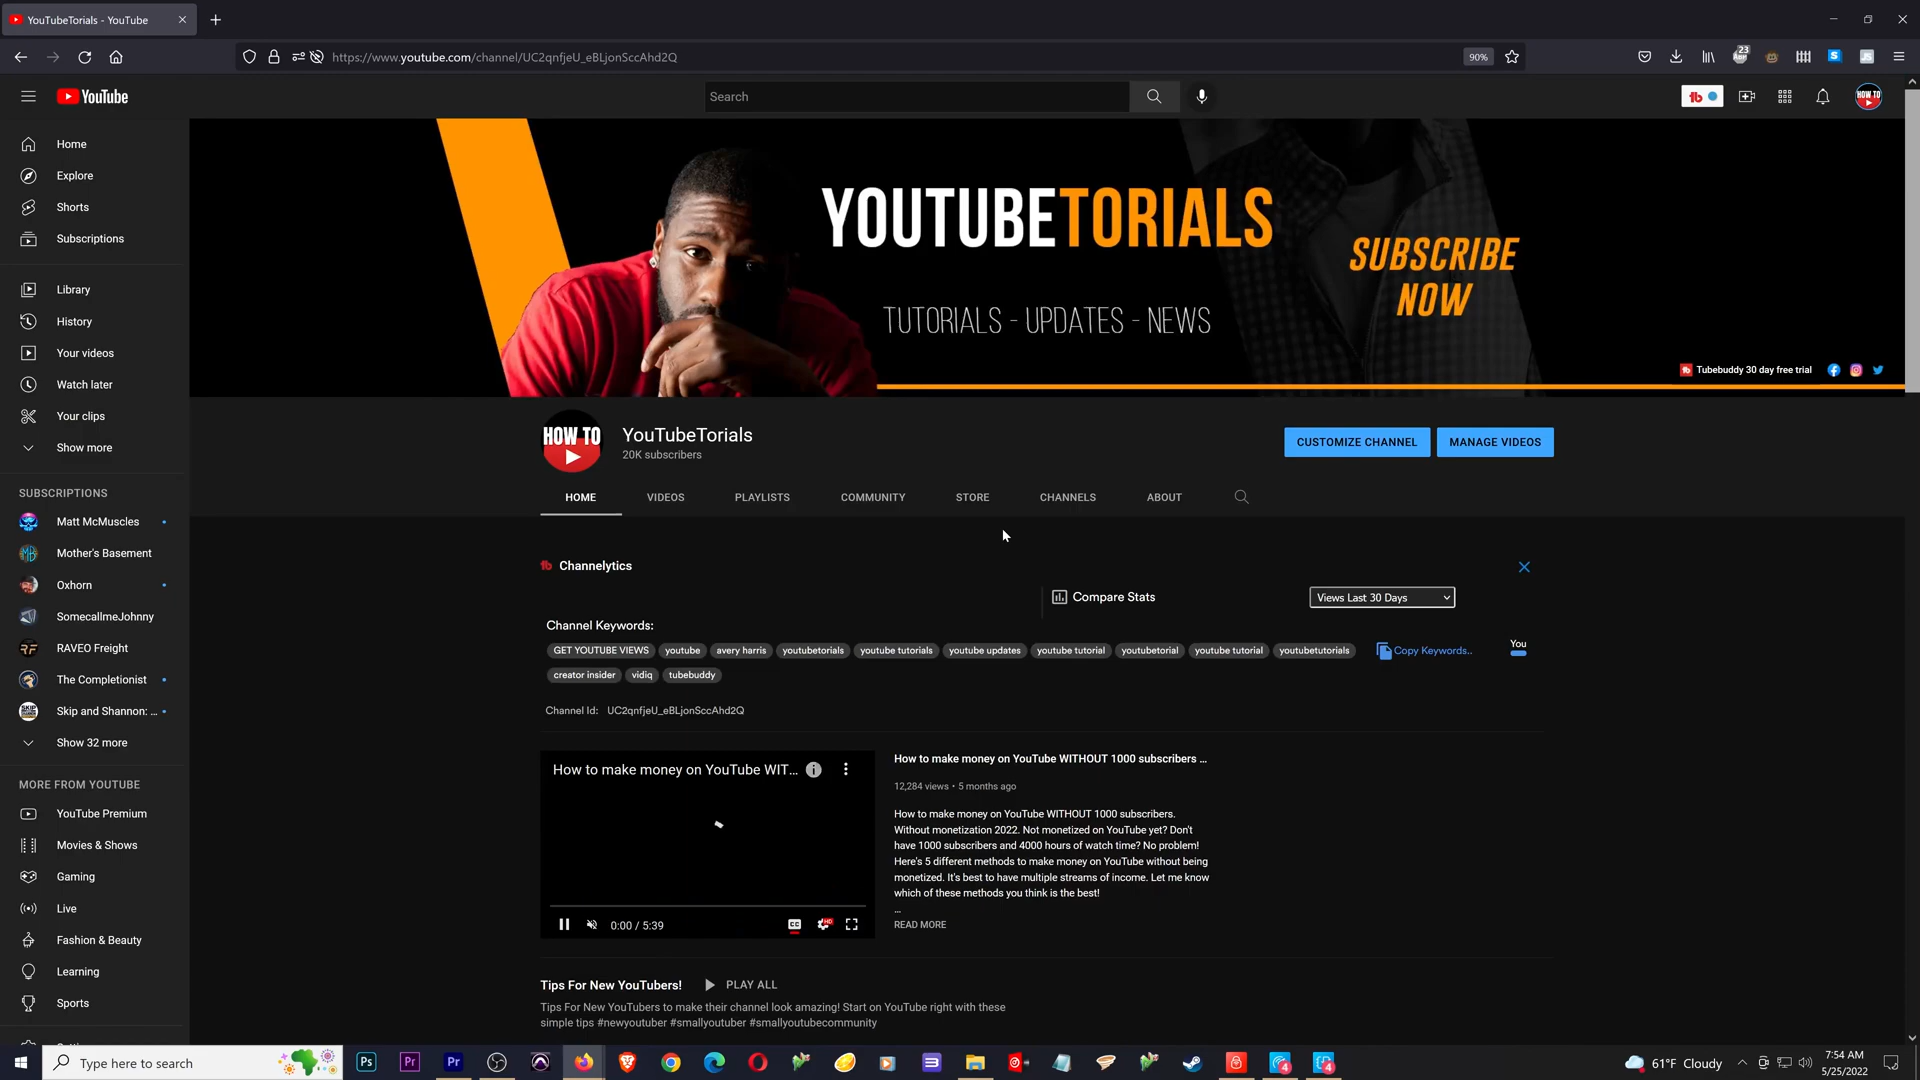 YouTubeTorials - YouTube
https://www.youtube.com/channel/UC2qnfjeU_eBLjonSccAhd2Q
90%
23
YouTube
Search
HOW TO
Home
Explore
Shorts
Subscriptions
Library
History
Your videos
Watch later
Your clips
Show more
SUBSCRIPTIONS
Matt McMuscles
Mother's Basement
Oxhorn
SomecallmeJohnny
RAVEO Freight
The Completionist
Skip and Shannon: ...
Show 32 more
MORE FROM YOUTUBE
YouTube Premium
Movies & Shows
Gaming
Live
Fashion & Beauty
Learning
Sports
YOUTUBETORIALS
TUTORIALS - UPDATES - NEWS
SUBSCRIBE
NOW
Tubebuddy 30 day free trial
HOW TO
YouTubeTorials
20K subscribers
CUSTOMIZE CHANNEL
MANAGE VIDEOS
HOME
VIDEOS
PLAYLISTS
COMMUNITY
STORE
CHANNELS
ABOUT
Channelytics
Compare Stats
Views Last 30 Days
Channel Keywords:
GET YOUTUBE VIEWS youtube avery harris youtubetorials youtube tutorials youtube updates youtube tutorial youtubetorial youtube tutorial youtubetutorials
Copy Keywords..
You
creator insider vidiq tubebuddy
Channel Id: UC2qnfjeU_eBLjonSccAhd2Q
How to make money on YouTube WIT...
0:00 / 5:39
How to make money on YouTube WITHOUT 1000 subscribers ...
12,284 views • 5 months ago
How to make money on YouTube WITHOUT 1000 subscribers.
Without monetization 2022. Not monetized on YouTube yet? Don't
have 1000 subscribers and 4000 hours of watch time? No problem!
Here's 5 different methods to make money on YouTube without being
monetized. It's best to have multiple streams of income. Let me know
which of these methods you think is the best!
...
READ MORE
Tips For New YouTubers!
PLAY ALL
Tips For New YouTubers to make their channel look amazing! Start on YouTube right with these
simple tips #newyoutuber #smallyoutuber #smallyoutubecommunity
Type here to search
Ps
Pr
Pr
4
4
61°F Cloudy
7:54 AM
5/25/2022